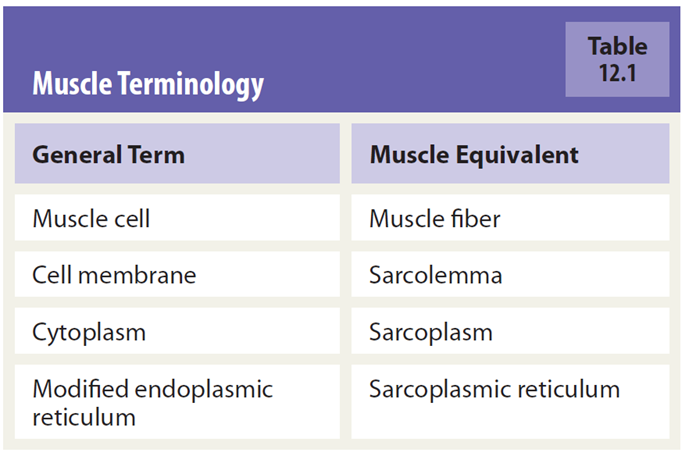 Table
12.1
Muscle Terminology
General Term Muscle Equivalent
Muscle cell Muscle fiber
Cell membrane Sarcolemma
Cytoplasm Sarcoplasm
Modified endoplasmic Sarcoplasmic reticulum
reticulum